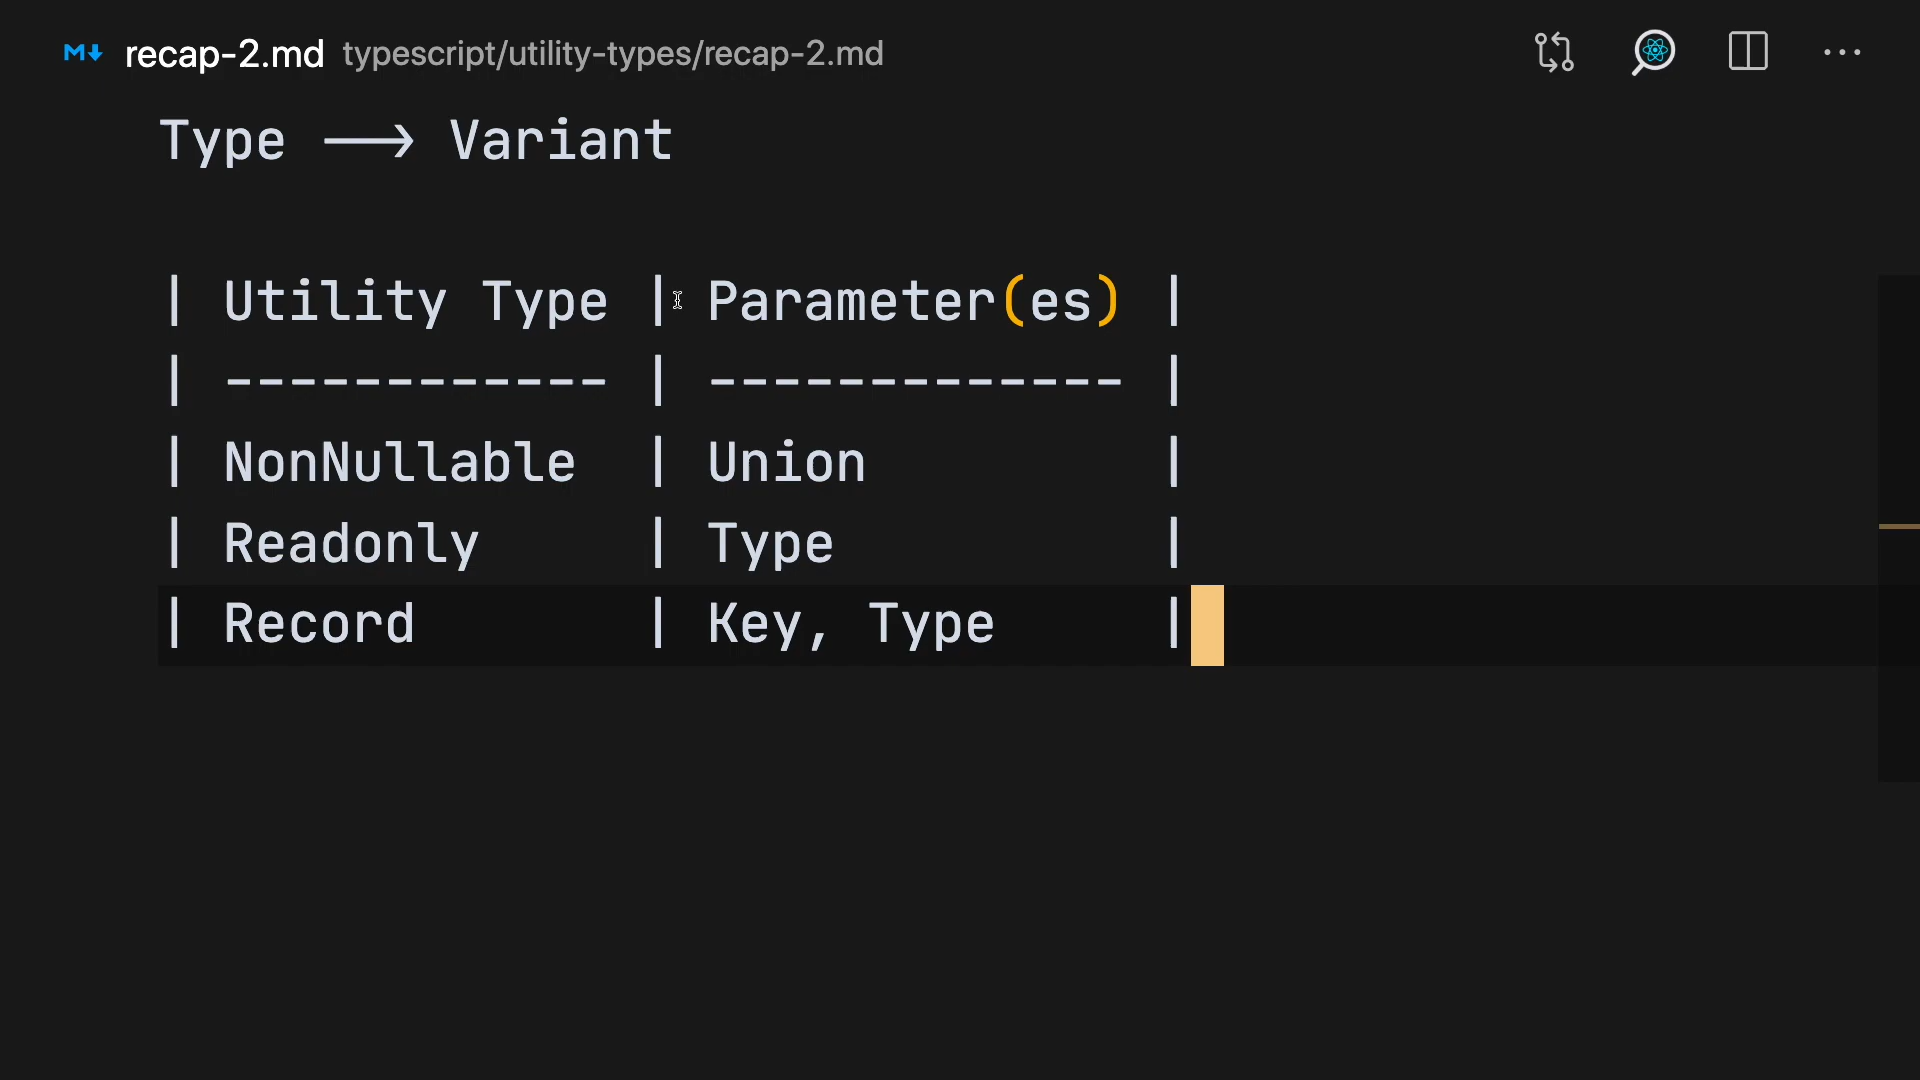 M↓ recap-2.md typescript/utility-types/recap-2.md
Type ⟶ Variant
| Utility Type | Parameter(es) |
| ------------ | ------------- |
| NonNullable | Union |
| Readonly | Type |
| Record | Key, Type |